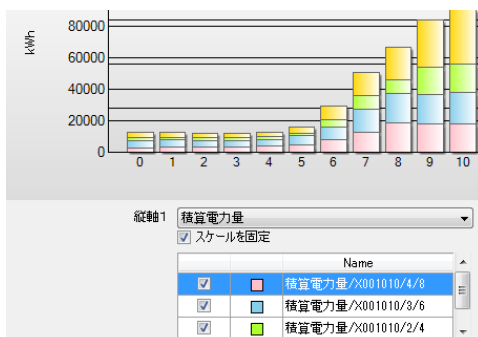 kWh
80000
60000
40000
20000
0
0 1 2 3 4 5 6 7 8 9 10
縦軸1 積算電力量
スケールを固定
Name
積算電力量/X001010/4/8
積算電力量/X001010/3/6
積算電力量/X001010/2/4